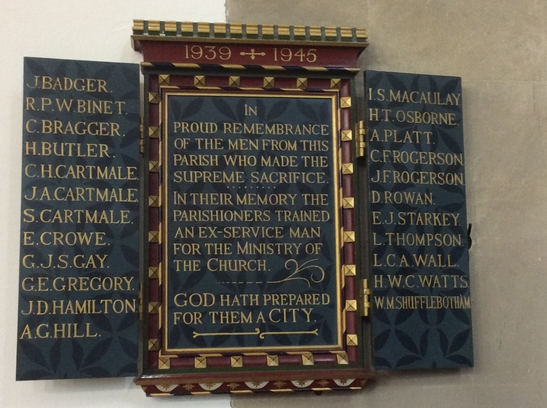 1939 1945
J.BADGER.
R.P.W.BINET.
C.BRAGGER.
H.BUTLER.
C.H.CARTMALE.
J.A.CARTMALE.
S.CARTMALE.
E.CROWE.
G.J.S.GAY.
G.E.GREGORY.
J.D.HAMILTON.
A.G.HILL.
IN
PROUD REMEMBRANCE
OF THE MEN FROM THIS
PARISH WHO MADE THE
SUPREME SACRIFICE.
IN THEIR MEMORY THE
PARISHIONERS TRAINED
AN EX-SERVICE MAN
FOR THE MINISTRY OF
THE CHURCH.
GOD HATH PREPARED
FOR THEM A CITY.
I.S.MACAULAY
H.T.OSBORNE.
A.PLATT.
C.F.ROGERSON
J.F.ROGERSON
D.ROWAN.
E.J.STARKEY.
L.THOMPSON.
L.C.A.WALL.
H.W.C.WATTS.
W.M.SHUFFLEBOTHAM